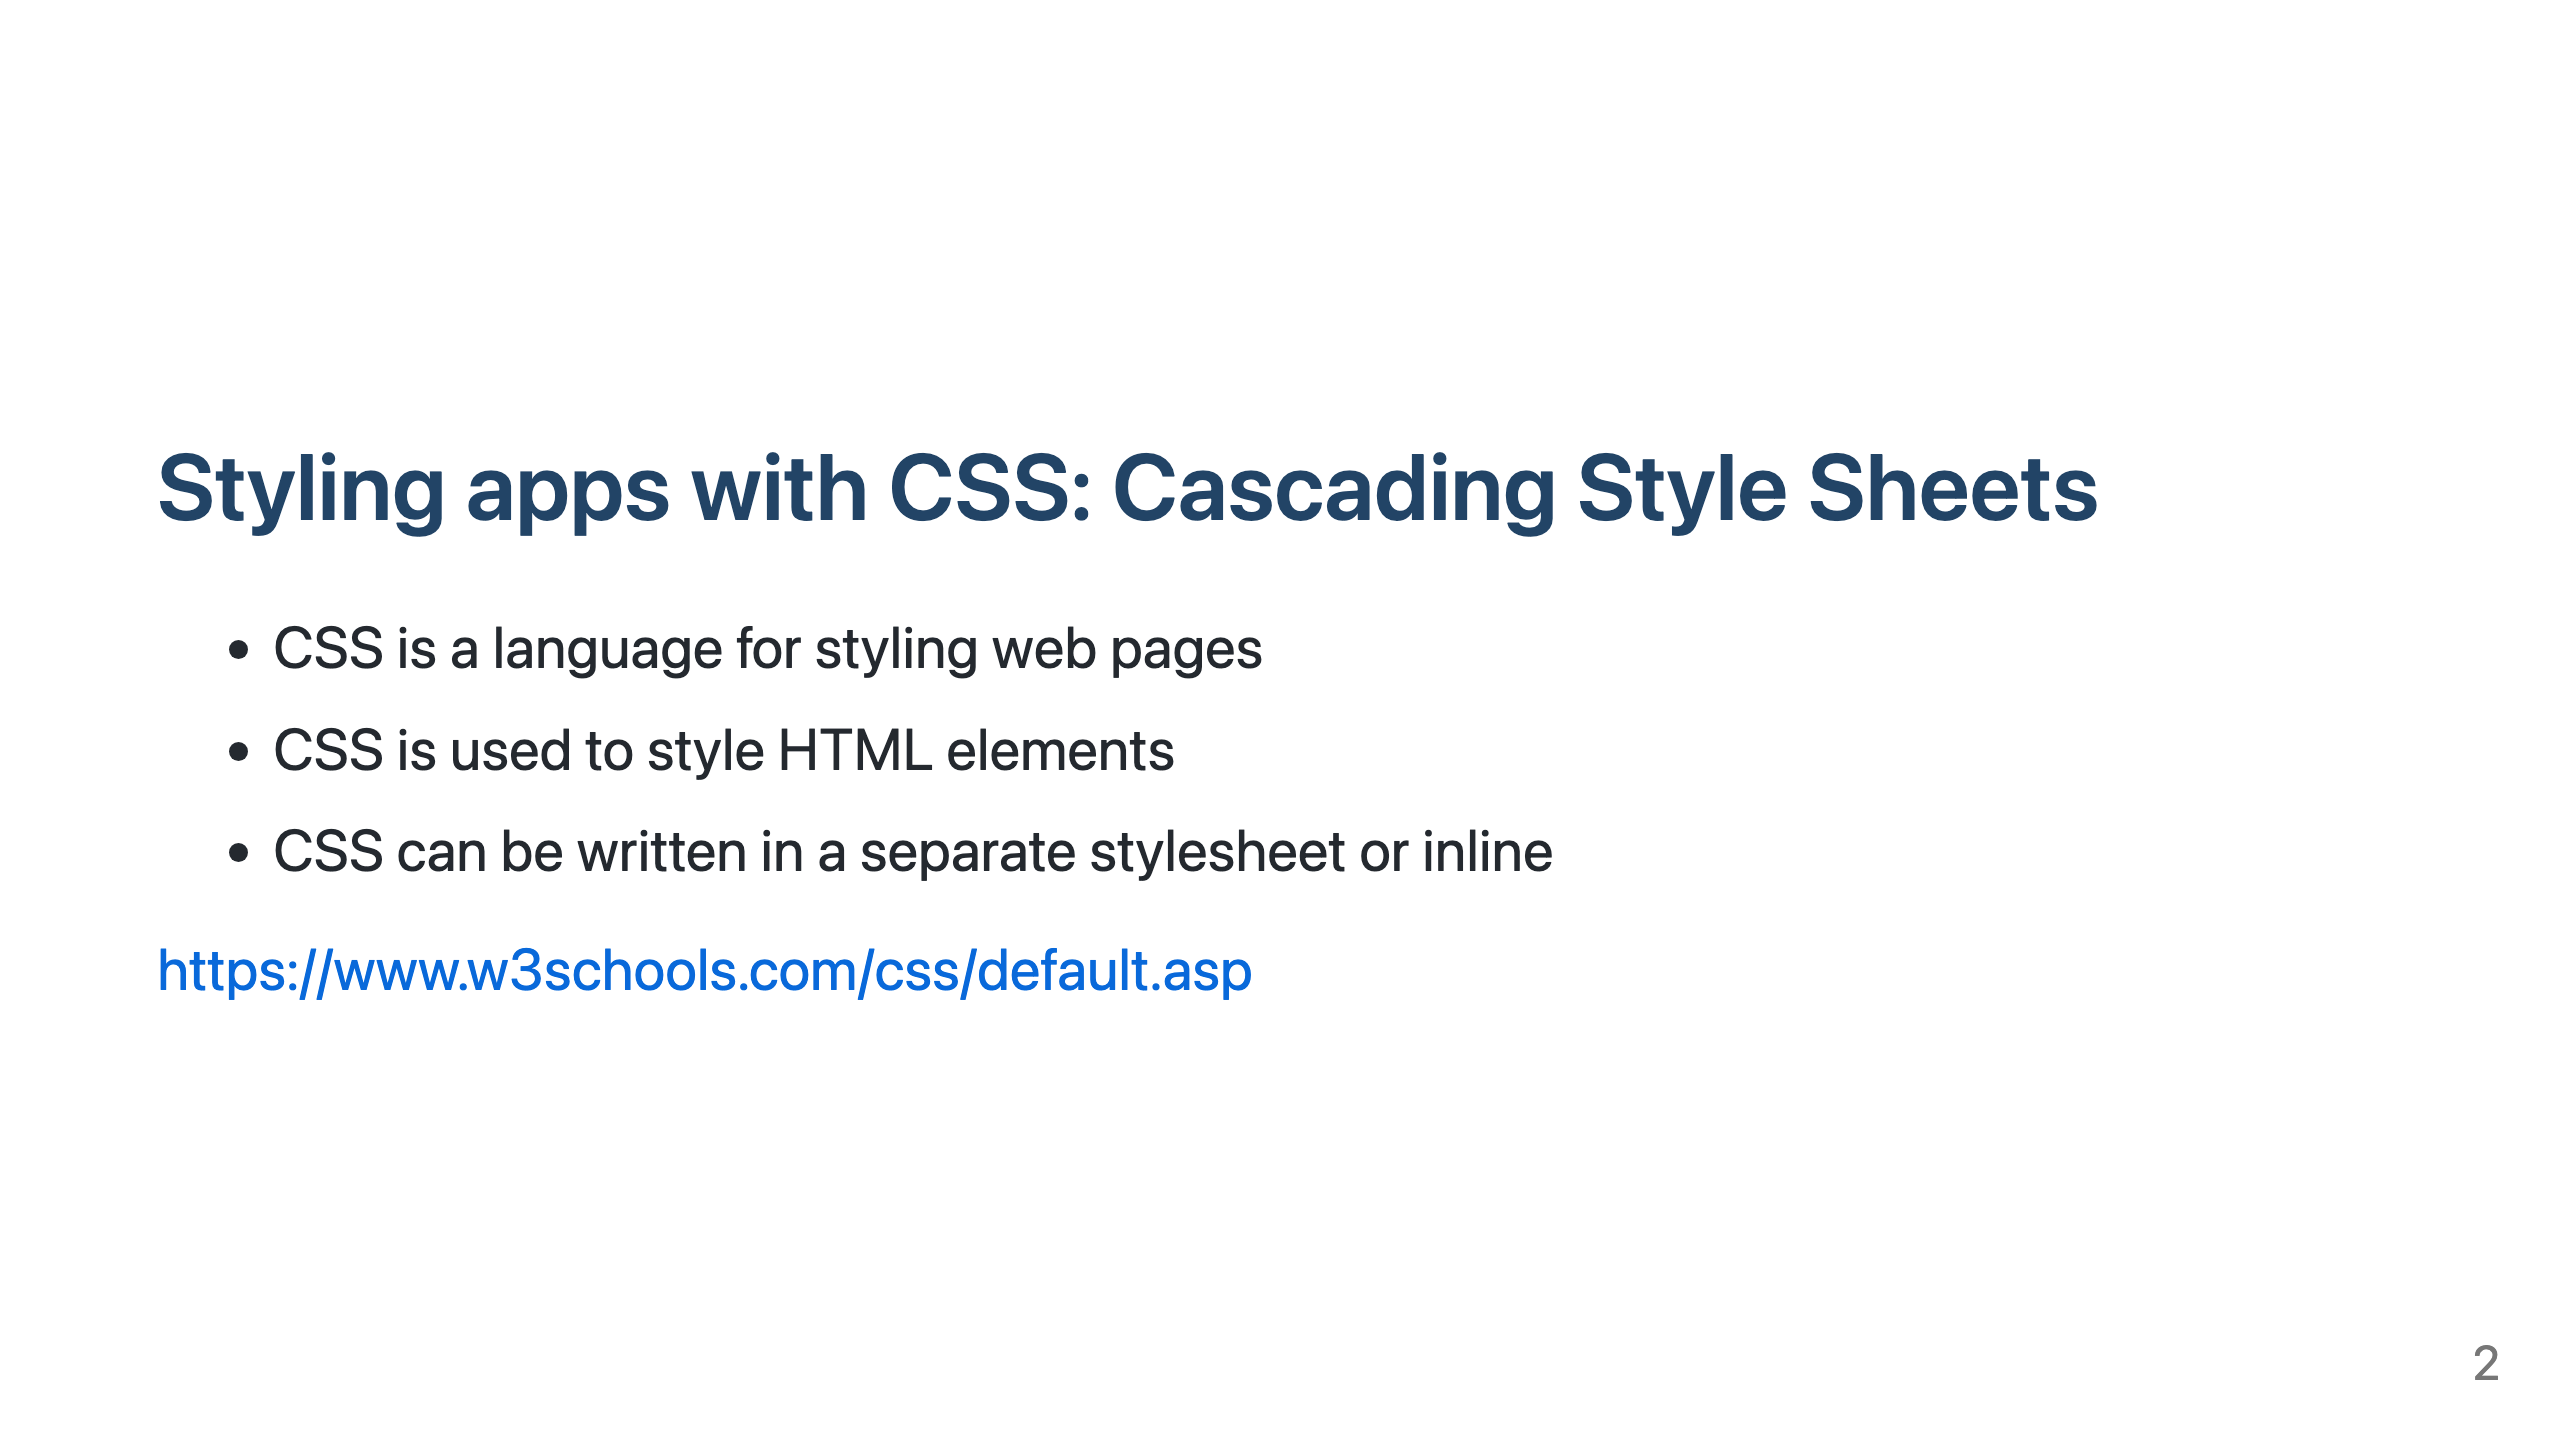 Styling apps with CSS: Cascading Style Sheets
• CSS is a language for styling web pages
• CSS is used to style HTML elements
• CSS can be written in a separate stylesheet or inline
https://www.w3schools.com/css/default.asp
2